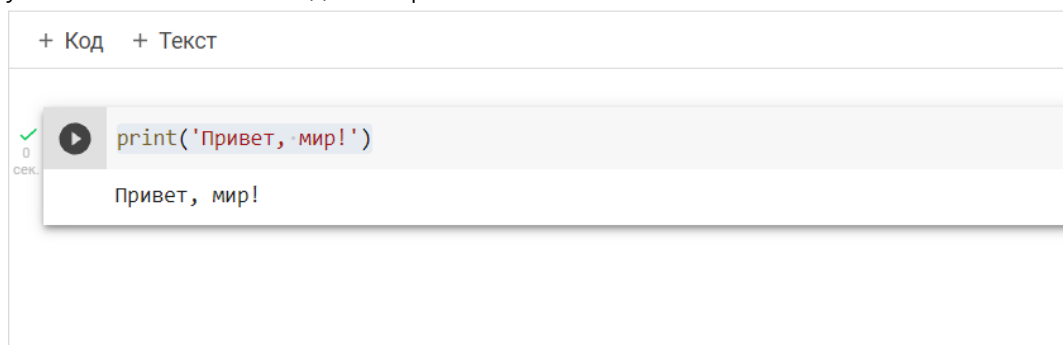 + Код + Текст
print('Привет, мир!')
0
сек.
Привет, мир!